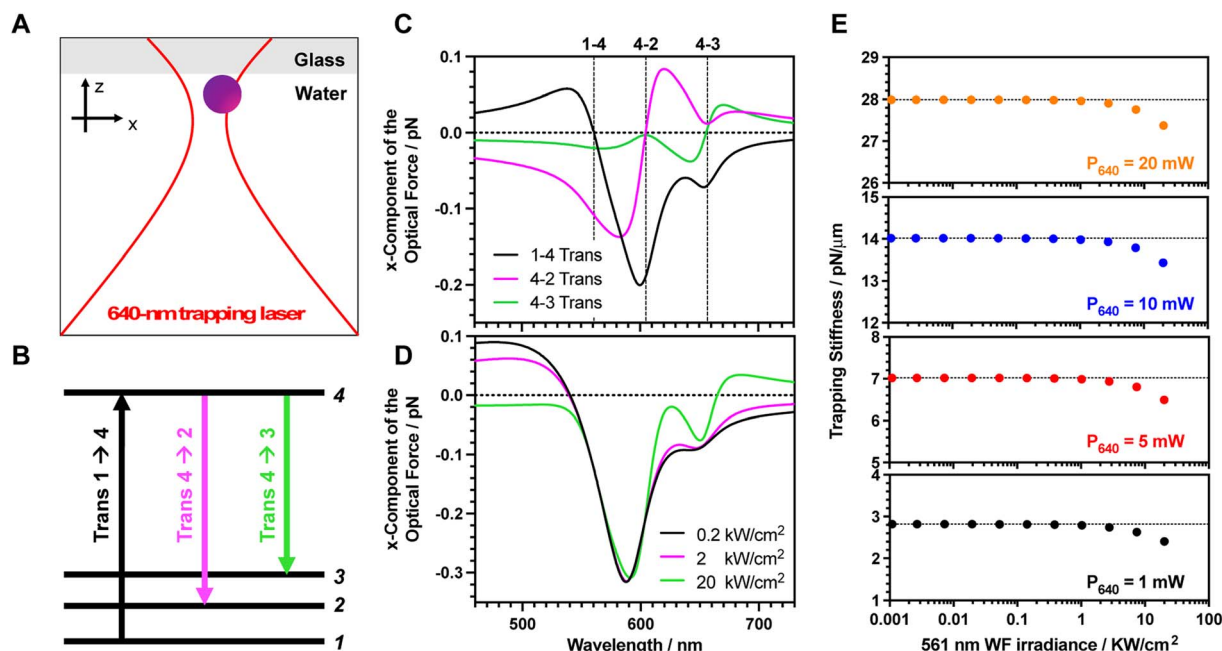 A
Glass
Water
z
x
640-nm trapping laser
B
4
Trans 1 → 4
Trans 4 → 2
Trans 4 → 3
3
2
1
C
1-4 4-2 4-3
x-Component of the
Optical Force / pN
0.1
0.0
-0.1
-0.2
1-4 Trans
4-2 Trans
4-3 Trans
D
x-Component of the
Optical Force / pN
0.1
0.0
-0.1
-0.2
-0.3
0.2 kW/cm²
2 kW/cm²
20 kW/cm²
500 600 700
Wavelength / nm
E
Trapping Stiffness / pN/μm
29
28
27
26
P640 = 20 mW
15
14
13
12
P640 = 10 mW
8
7
6
5
P640 = 5 mW
4
3
2
1
P640 = 1 mW
0.001 0.01 0.1 1 10 100
561 nm WF irradiance / KW/cm²